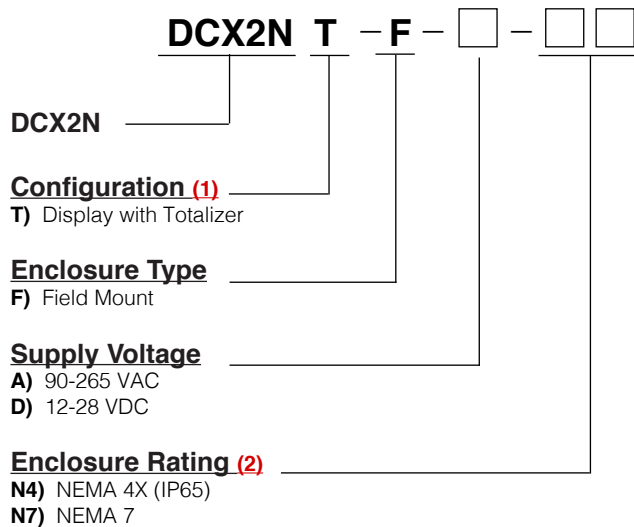 DCX2N T – F – □ – □ □
DCX2N
Configuration (1)
T) Display with Totalizer
Enclosure Type
F) Field Mount
Supply Voltage
A) 90-265 VAC
D) 12-28 VDC
Enclosure Rating (2)
N4) NEMA 4X (IP65)
N7) NEMA 7